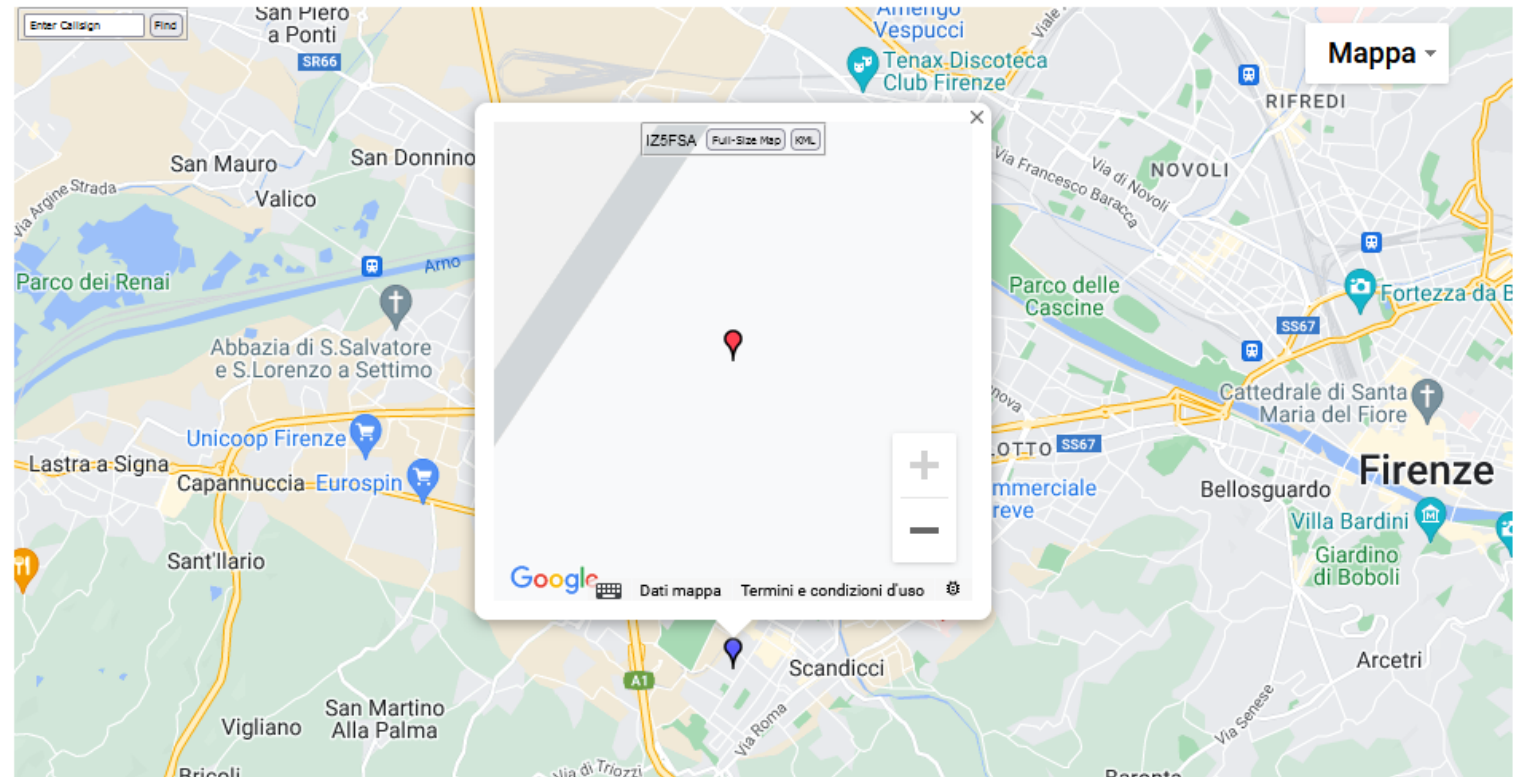 Enter Callsign
Find
San Piero
a Ponti
SR66
Amerigo
Vespucci
Tenax Discoteca
Club Firenze
Mappa
RIFREDI
IZ5FSA
Full-Size Map
KML
San Mauro
San Donnino
Valico
Via Argine Strada
Via Francesco Baracca
Via di Novoli
NOVOLI
Parco dei Renai
Arno
Parco delle
Cascine
Fortezza da B
SS67
Abbazia di S.Salvatore
e S.Lorenzo a Settimo
Cattedrale di Santa
Maria del Fiore
nova
Unicoop Firenze
OTTO
SS67
Lastra a Signa
Capannuccia
Eurospin
Firenze
mmerciale
reve
Bellosguardo
Villa Bardini
Sant'Ilario
Giardino
di Boboli
Google
Dati mappa
Termini e condizioni d'uso
A1
Scandicci
Arcetri
San Martino
Alla Palma
Vigliano
Via Roma
Via Senese
Via di Triozzi
Bricoli